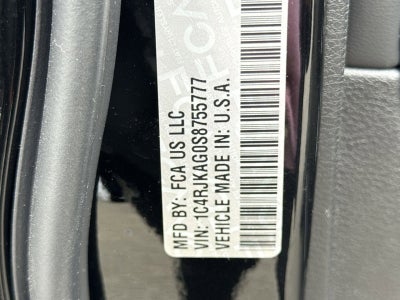 MFD BY: FCA US LLC
VIN: 1C4RJKAG0S8755777
VEHICLE MADE IN: U.S.A.